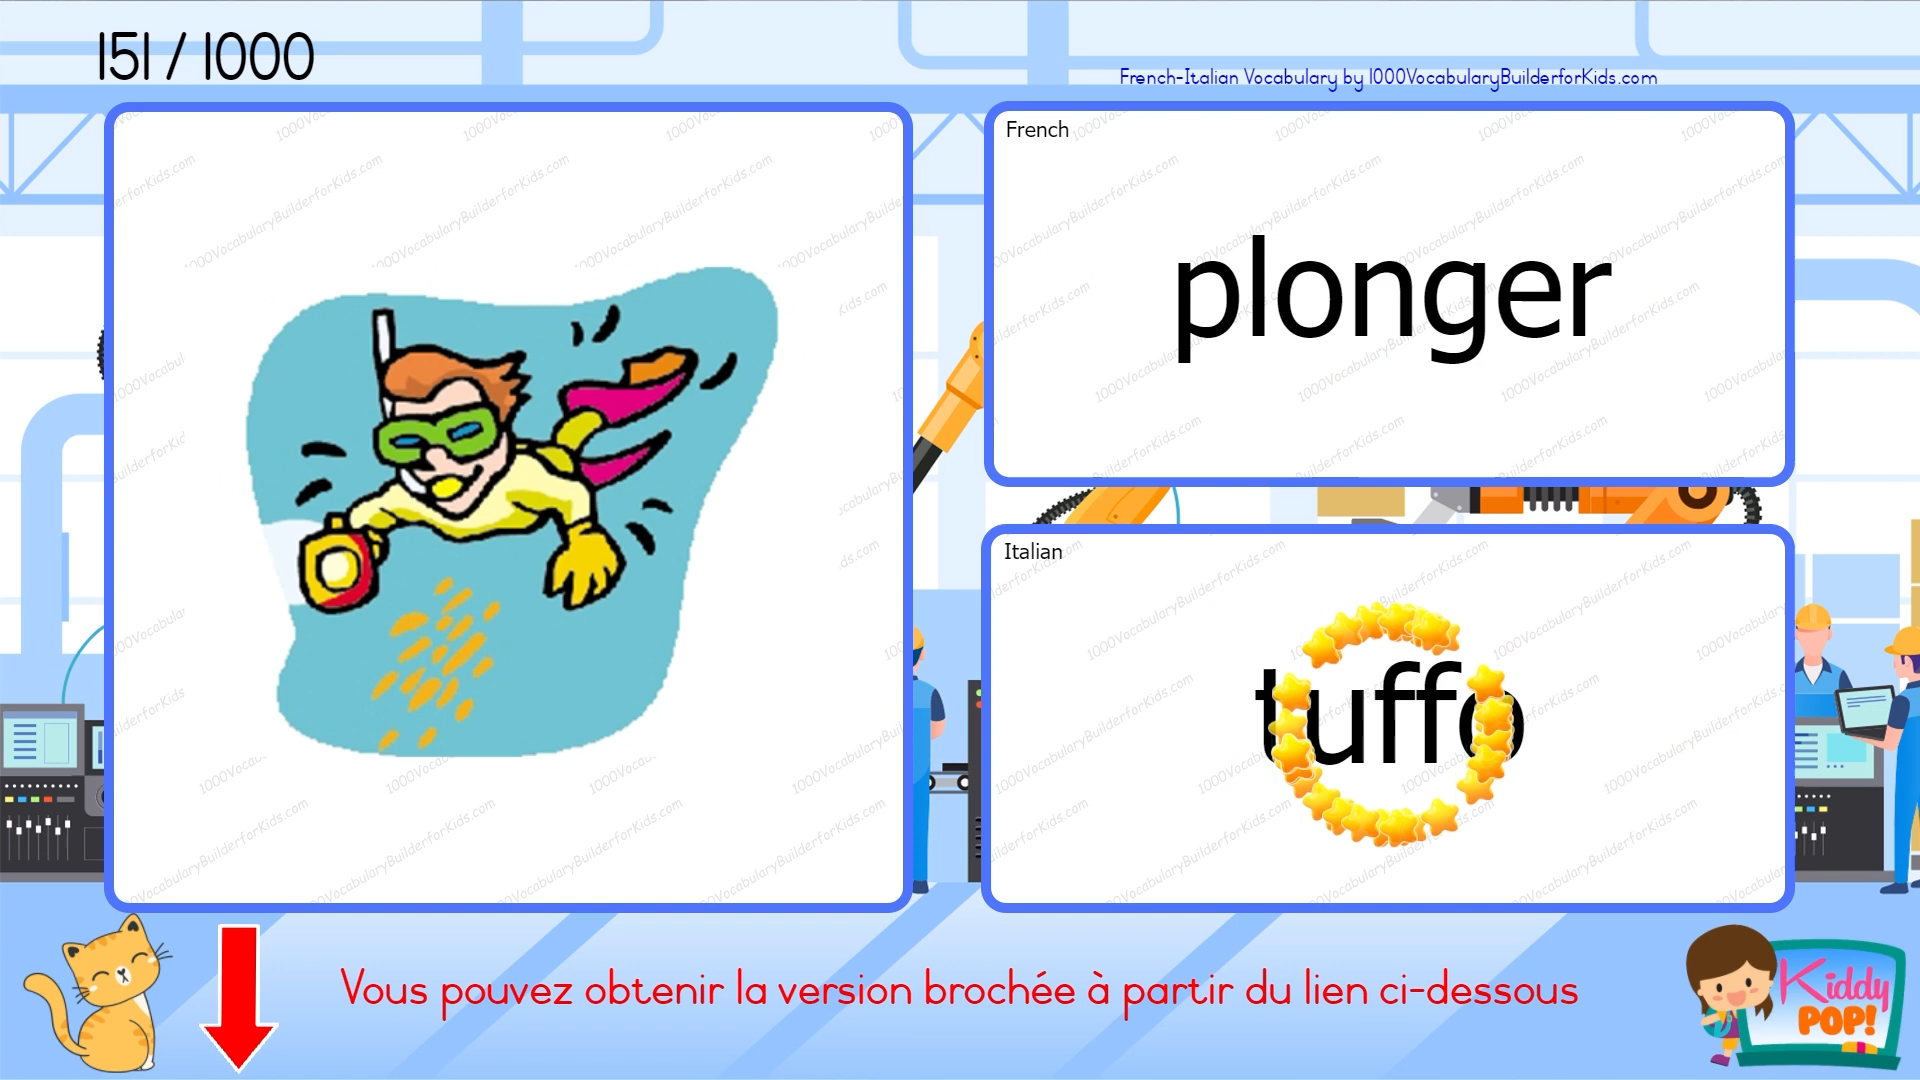 151 / 1000
French-Italian Vocabulary by 1000VocabularyBuilderforKids.com
French
plonger
Italian
tuffo
Vous pouvez obtenir la version brochée à partir du lien ci-dessous
Kiddy
POP!